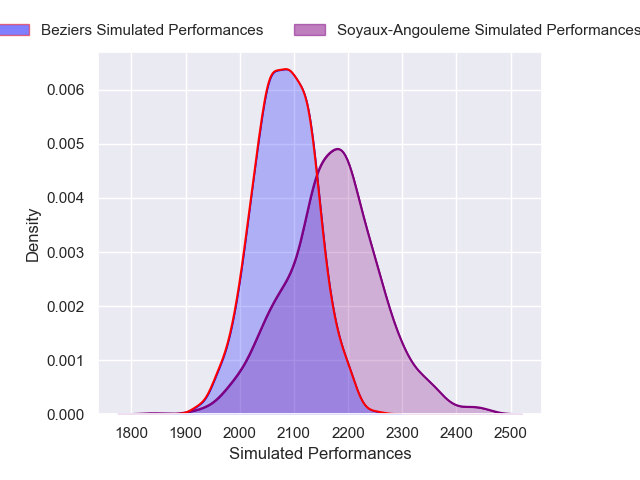 Beziers Simulated Performances
Soyaux-Angouleme Simulated Performances
0.006
0.005
0.004
0.003
0.002
0.001
0.000
Density
1800 1900 2000 2100 2200 2300 2400 2500
Simulated Performances